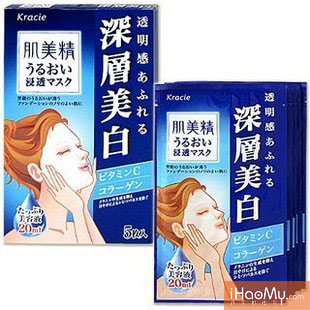 Kracie
肌美精
うるおい
浸透マスク
透明感あふれる
深層美白
ビタミンC
コラーゲン
たっぷり
美容液
20ml
5枚入
Kracie
肌美精
うるおい
浸透マスク
透明感あふれる
深層美白
ビタミンC
コラーゲン
たっぷり
美容液
20ml
iHaoMy.com